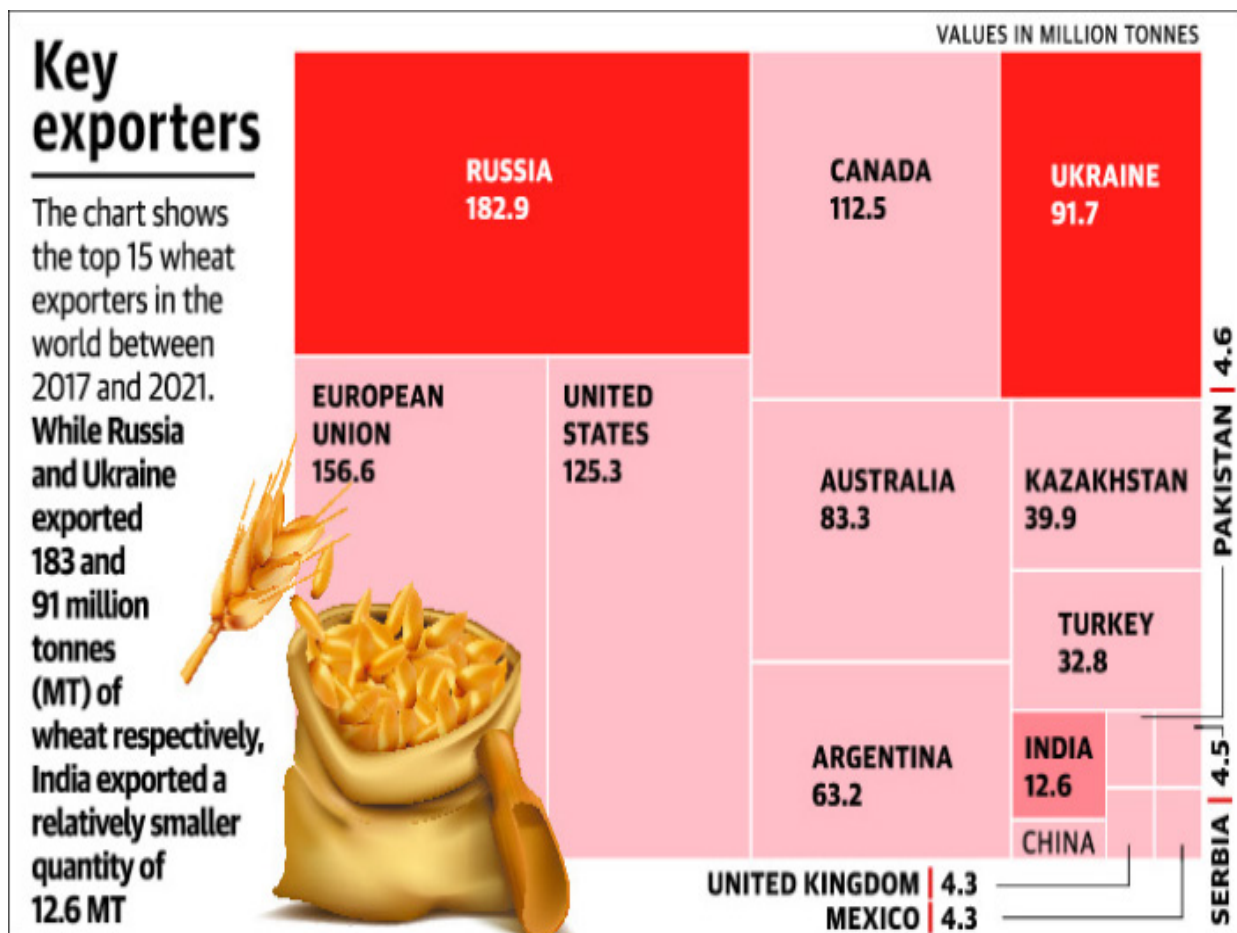 Key
exporters
The chart shows
the top 15 wheat
exporters in the
world between
2017 and 2021.
While Russia
and Ukraine
exported
183 and
91 million
tonnes
(MT) of
wheat respectively,
India exported a
relatively smaller
quantity of
12.6 MT
VALUES IN MILLION TONNES
RUSSIA
182.9
CANADA
112.5
UKRAINE
91.7
EUROPEAN
UNION
156.6
UNITED
STATES
125.3
AUSTRALIA
83.3
KAZAKHSTAN
39.9
TURKEY
32.8
ARGENTINA
63.2
INDIA
12.6
CHINA
PAKISTAN | 4.6
SERBIA | 4.5
UNITED KINGDOM | 4.3
MEXICO | 4.3